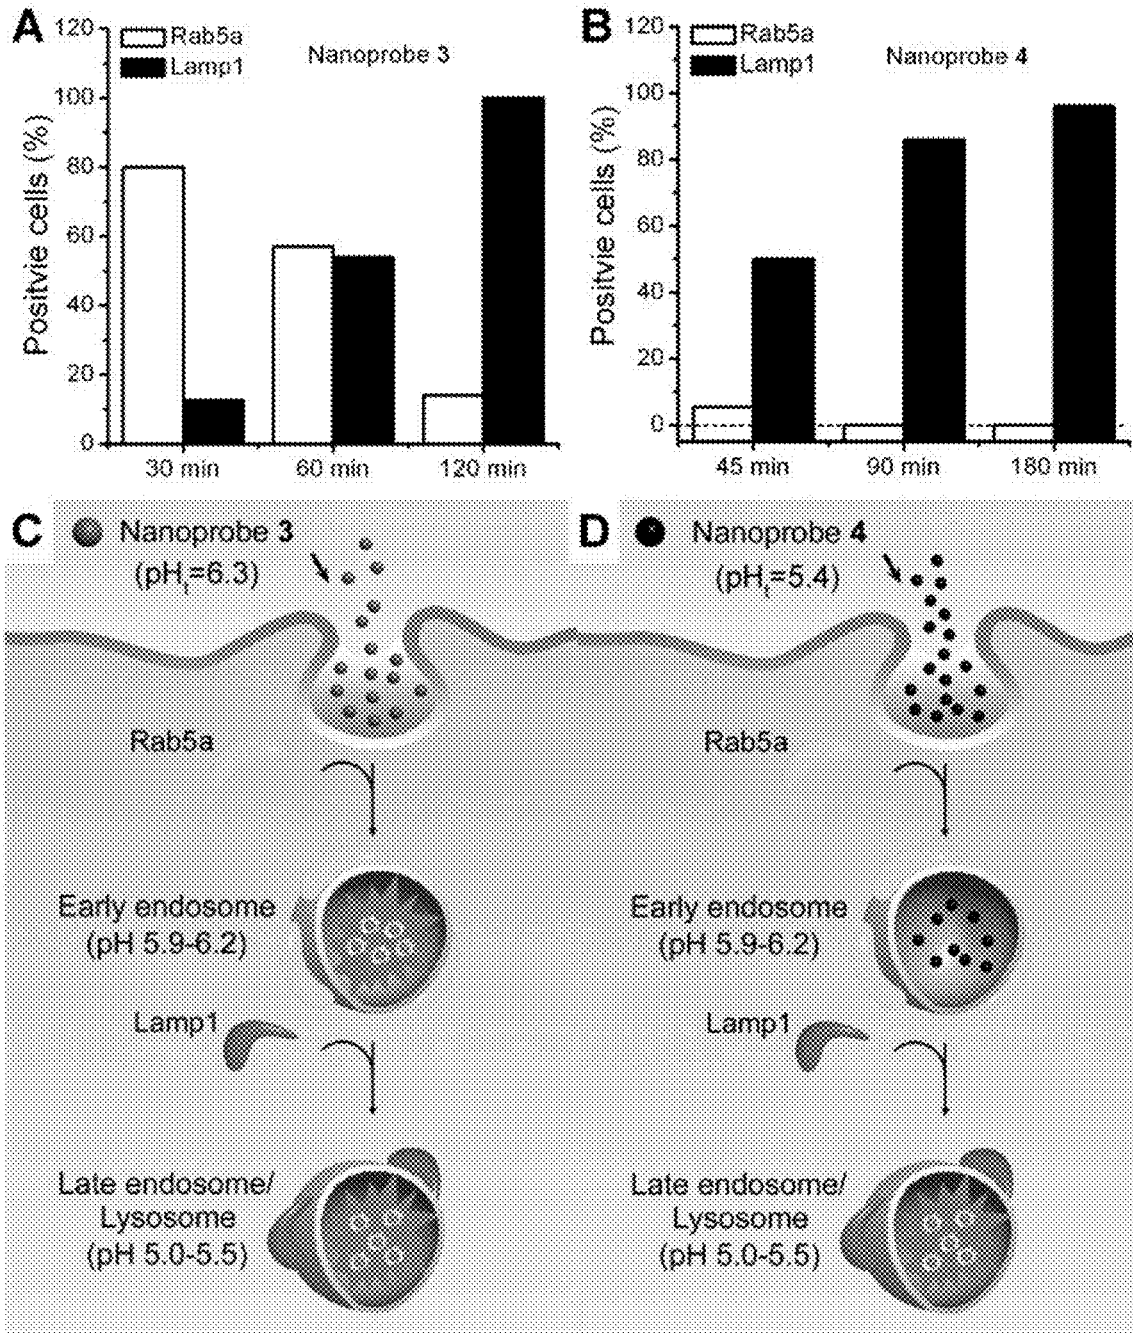 A
Rab5a
Lamp1
Nanoprobe 3
Positvie cells (%)
120
100
80
60
40
20
0
30 min
60 min
120 min
B
Rab5a
Lamp1
Nanoprobe 4
Positvie cells (%)
120
100
80
60
40
20
0
45 min
90 min
180 min
C
Nanoprobe 3
(pHt=6.3)
Rab5a
Early endosome
(pH 5.9-6.2)
Lamp1
Late endosome/
Lysosome
(pH 5.0-5.5)
D
Nanoprobe 4
(pHt=5.4)
Rab5a
Early endosome
(pH 5.9-6.2)
Lamp1
Late endosome/
Lysosome
(pH 5.0-5.5)